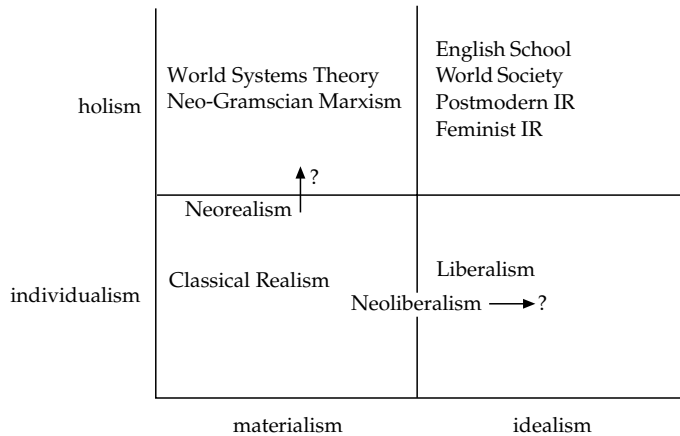 English School
World Systems Theory
World Society
Neo-Gramscian Marxism
Postmodern IR
holism
Feminist IR
?
Neorealism
Classical Realism
Liberalism
individualism
Neoliberalism
?
materialism
idealism